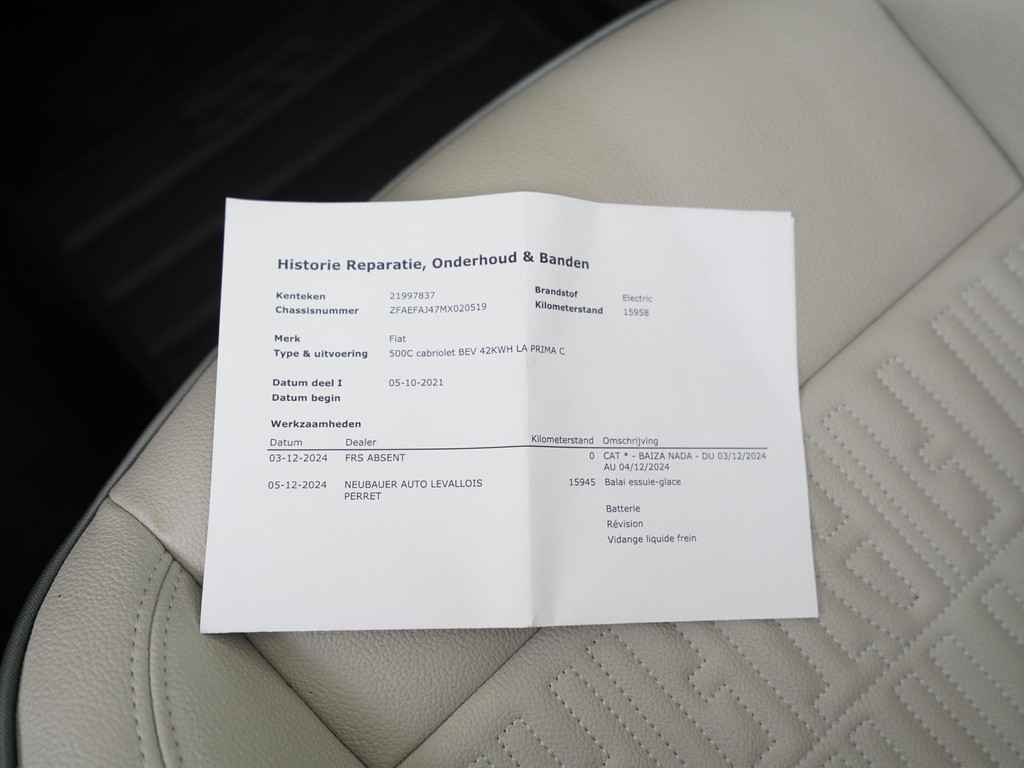 Historie Reparatie, Onderhoud & Banden
Kenteken 21997837 Brandstof Electric
Chassisnummer ZFAEFAJ47MX020519 Kilometerstand 15958
Merk Fiat
Type & uitvoering 500C cabriolet BEV 42KWH LA PRIMA C
Datum deel I 05-10-2021
Datum begin
Werkzaamheden
Datum Dealer Kilometerstand Omschrijving
03-12-2024 FRS ABSENT 0 CAT * - BAIZA NADA - DU 03/12/2024
AU 04/12/2024
05-12-2024 NEUBAUER AUTO LEVALLOIS 15945 Balai essuie-glace
PERRET
Batterie
Révision
Vidange liquide frein